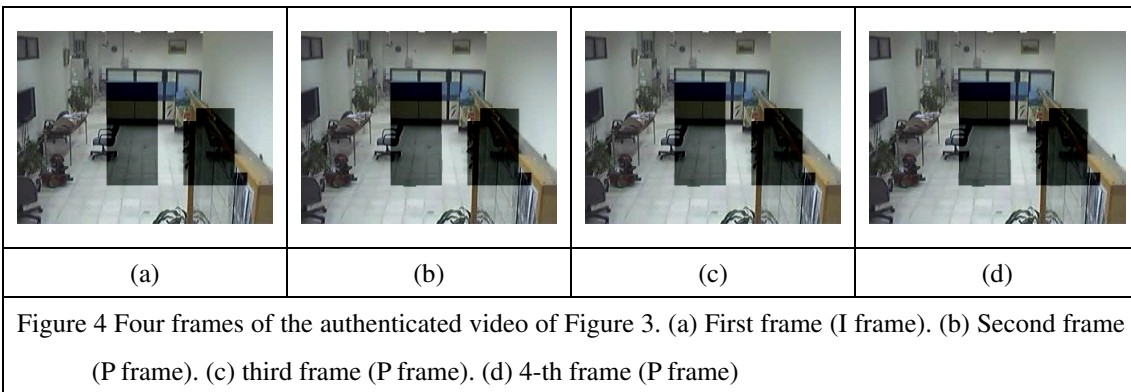 (a) (b) (c) (d)
Figure 4 Four frames of the authenticated video of Figure 3. (a) First frame (I frame). (b) Second frame
(P frame). (c) third frame (P frame). (d) 4-th frame (P frame)